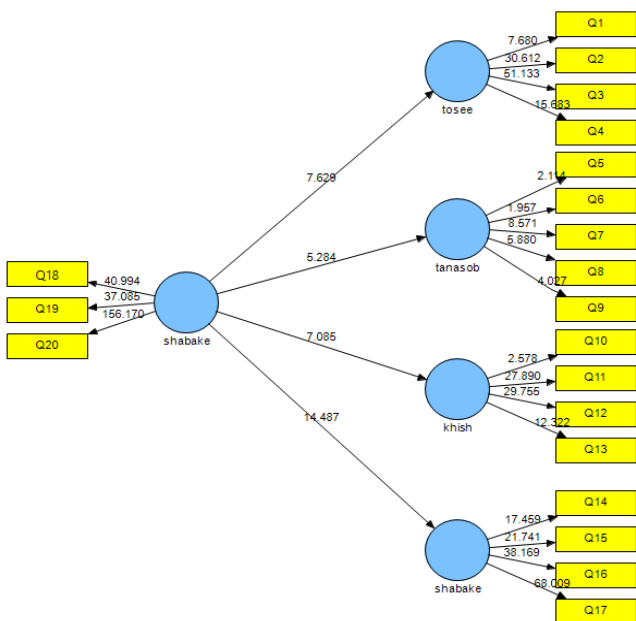 Q1
7.680
30.612
Q2
51.133
Q3
15.683
tosee
Q4
Q5
2.114
7.629
1.957
Q6
8.571
Q7
5.880
5.284
Q8
tanasob
4.027
Q9
Q18
40.994
37.085
Q19
156.170
shabake
Q20
7.085
Q10
2.578
27.890
Q11
29.755
Q12
12.322
khish
Q13
14.487
Q14
17.459
21.741
Q15
38.169
Q16
68.009
shabake
Q17